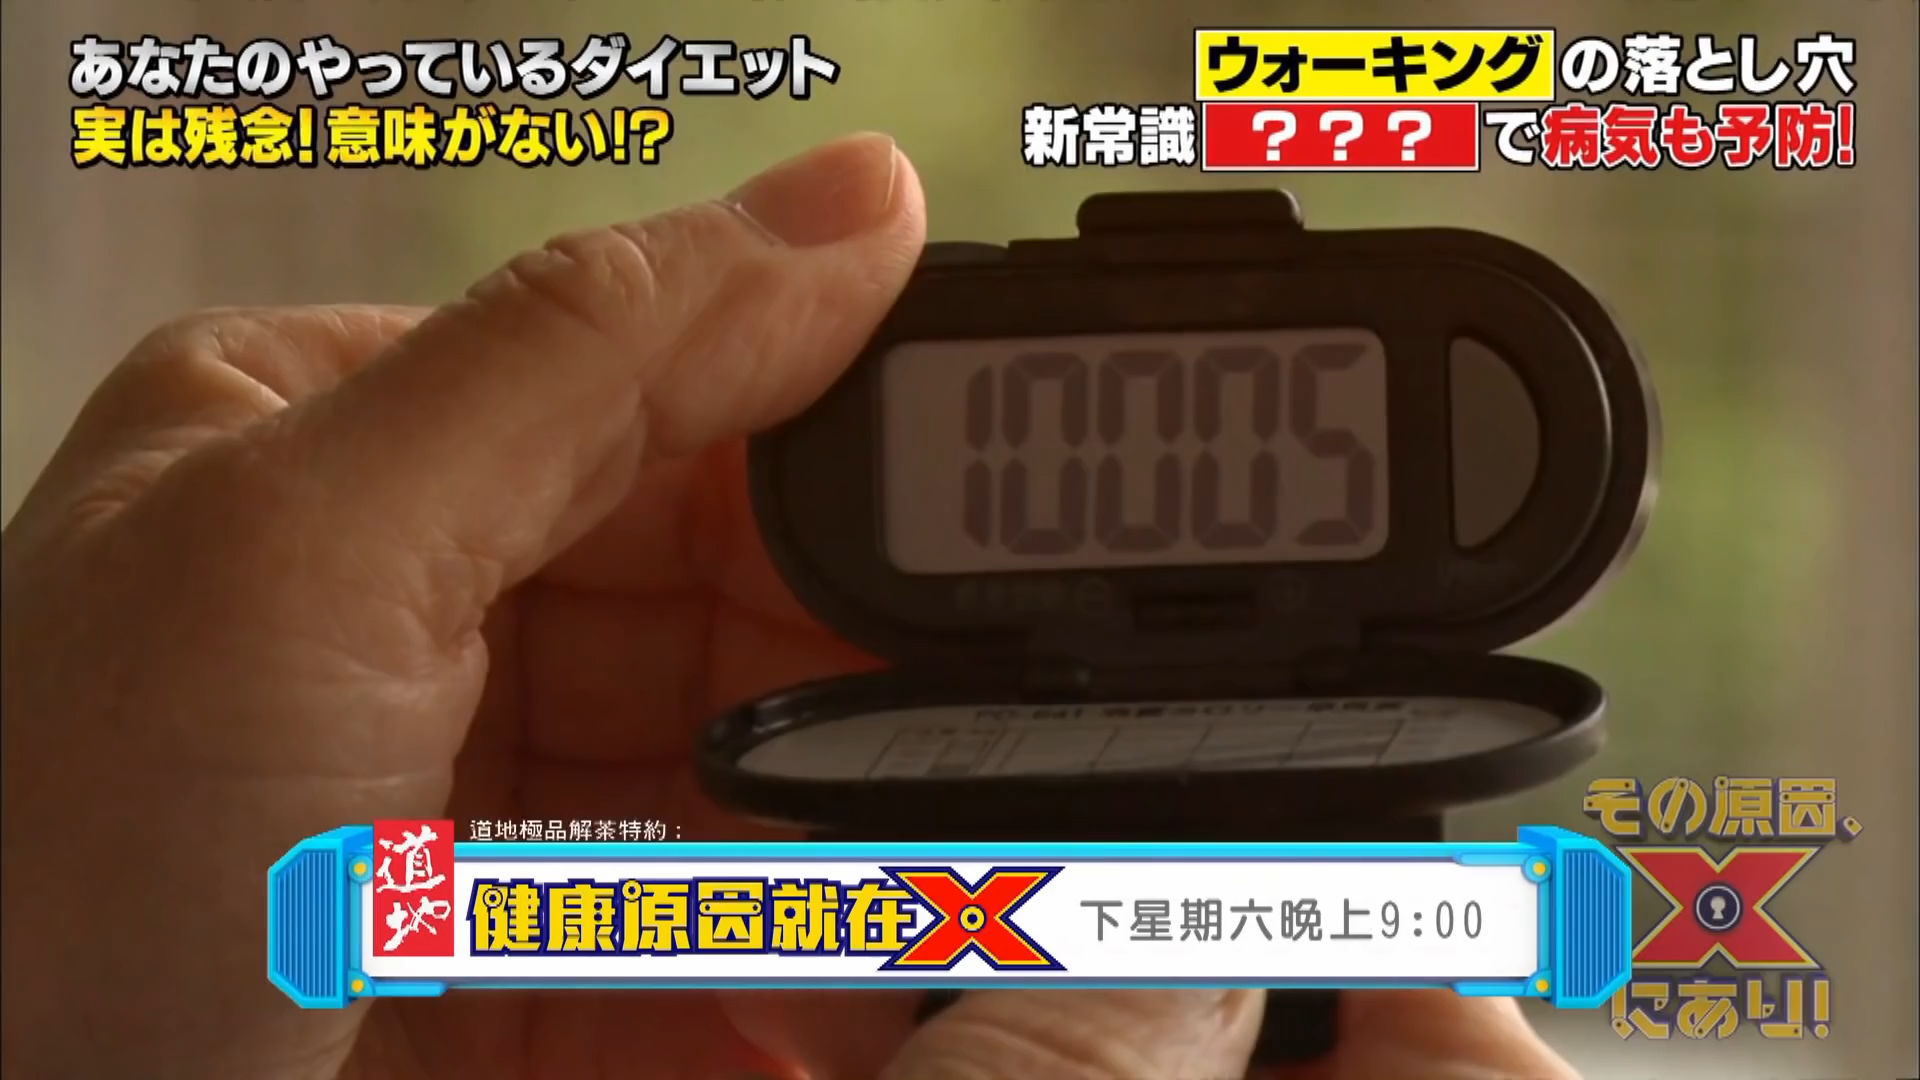 あなたのやっているダイエット
実は残念!意味がない!?
ウォーキングの落とし穴
新常識???で病気も予防!
10005
道地極品解茶特約:
道地
健康原因就在X
下星期六晚上9:00
その原因、
X
にあり!